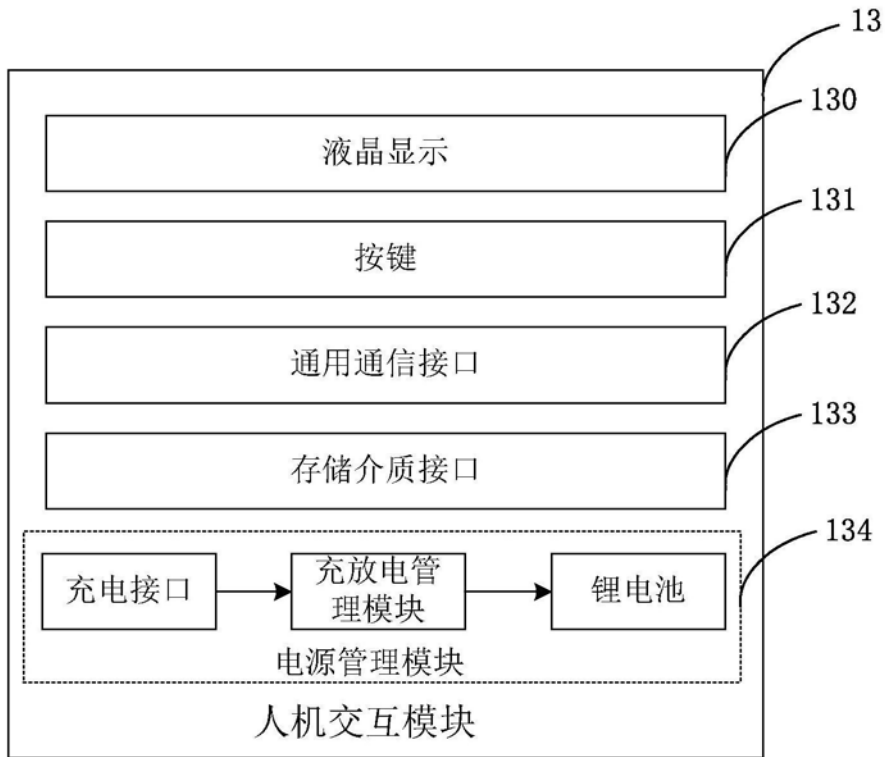 13
液晶显示
130
按键
131
通用通信接口
132
存储介质接口
133
充电接口
充放电管
理模块
锂电池
134
电源管理模块
人机交互模块